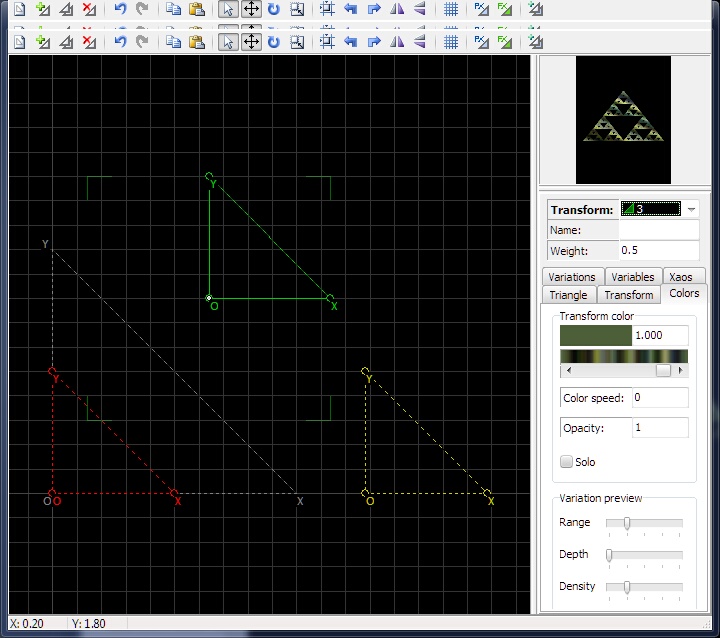 Transform: 3
Name:
Weight: 0.5
Variations Variables Xaos
Triangle Transform Colors
Transform color
1.000
Color speed: 0
Opacity: 1
Solo
Variation preview
Range
Depth
Density
Y
O X
Y
Y
O X
Y
O X
O X
X: 0.20 Y: 1.80